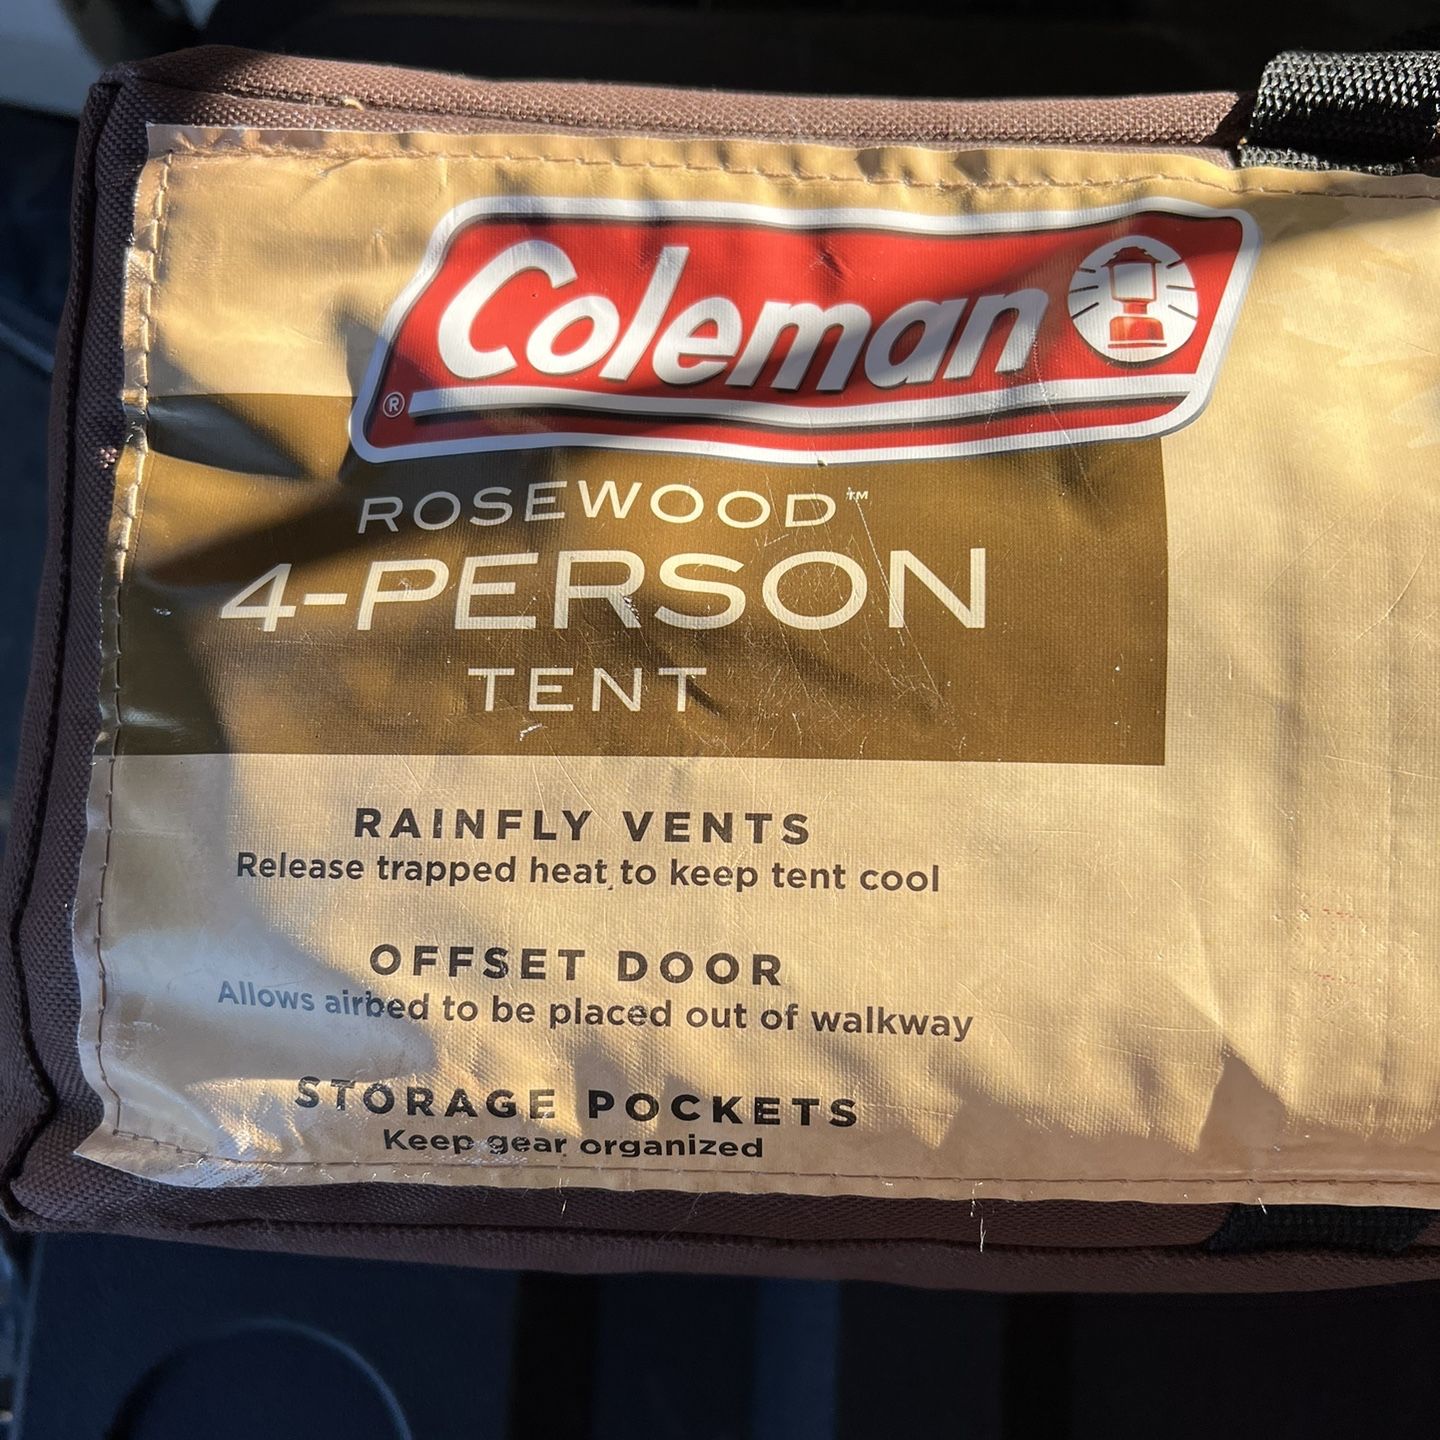 Coleman
®
ROSEWOOD™
4-PERSON
TENT
RAINFLY VENTS
Release trapped heat to keep tent cool
OFFSET DOOR
Allows airbed to be placed out of walkway
STORAGE POCKETS
Keep gear organized